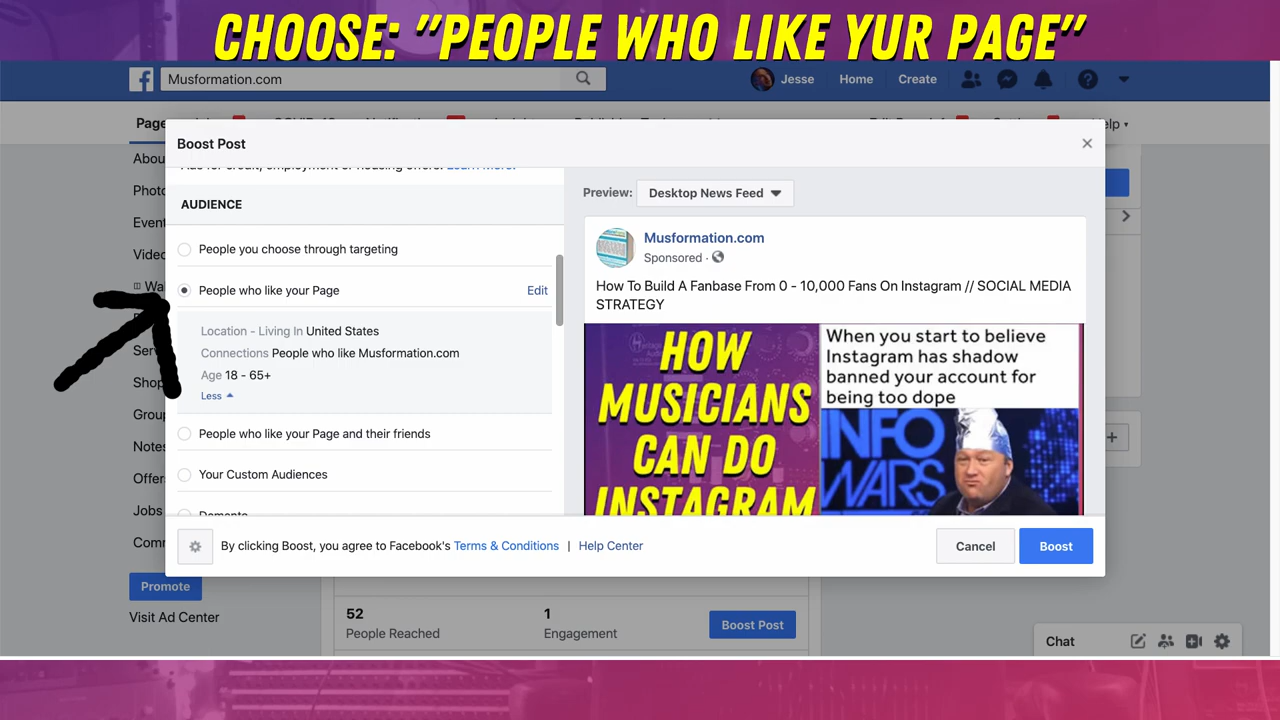 CHOOSE: "PEOPLE WHO LIKE YUR PAGE"
Musformation.com
Jesse
Home
Create
Page
Boost Post
Learn More.
AUDIENCE
People you choose through targeting
People who like your Page
Edit
Location - Living In United States
Connections People who like Musformation.com
Age 18 - 65+
Less
People who like your Page and their friends
Your Custom Audiences
Preview:
Desktop News Feed
Musformation.com
Sponsored ·
How To Build A Fanbase From 0 - 10,000 Fans On Instagram // SOCIAL MEDIA
STRATEGY
HOW
MUSICIANS
CAN DO
INSTAGRAM
When you start to believe
Instagram has shadow
banned your account for
being too dope
INFO
WARS
By clicking Boost, you agree to Facebook's Terms & Conditions | Help Center
Cancel
Boost
Abou
Photo
Event
Video
Shop
Group
Notes
Offer
Jobs
Comm
Promote
Visit Ad Center
52
People Reached
1
Engagement
Boost Post
Chat